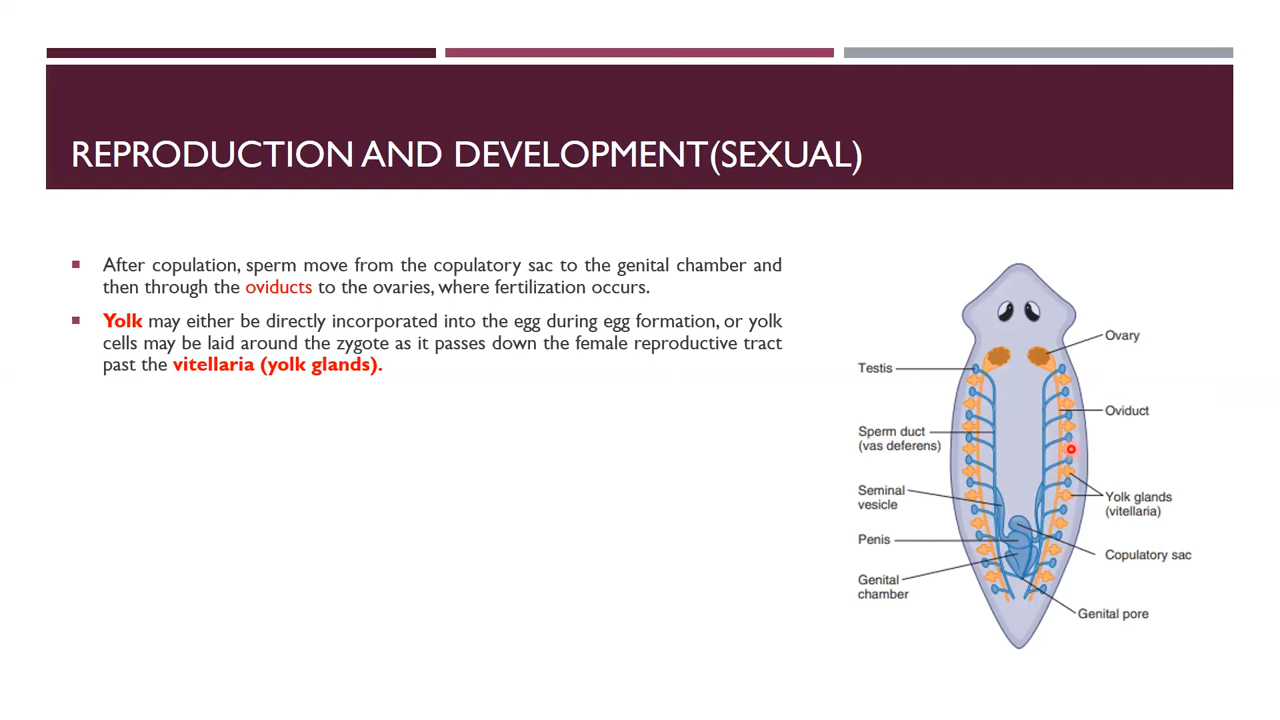 REPRODUCTION AND DEVELOPMENT(SEXUAL)
After copulation, sperm move from the copulatory sac to the genital chamber and
then through the oviducts to the ovaries, where fertilization occurs.
Yolk may either be directly incorporated into the egg during egg formation, or yolk
cells may be laid around the zygote as it passes down the female reproductive tract
past the vitellaria (yolk glands).
Ovary
Testis
Oviduct
Sperm duct
(vas deferens)
Seminal
vesicle
Yolk glands
(vitellaria)
Penis
Copulatory sac
Genital
chamber
Genital pore